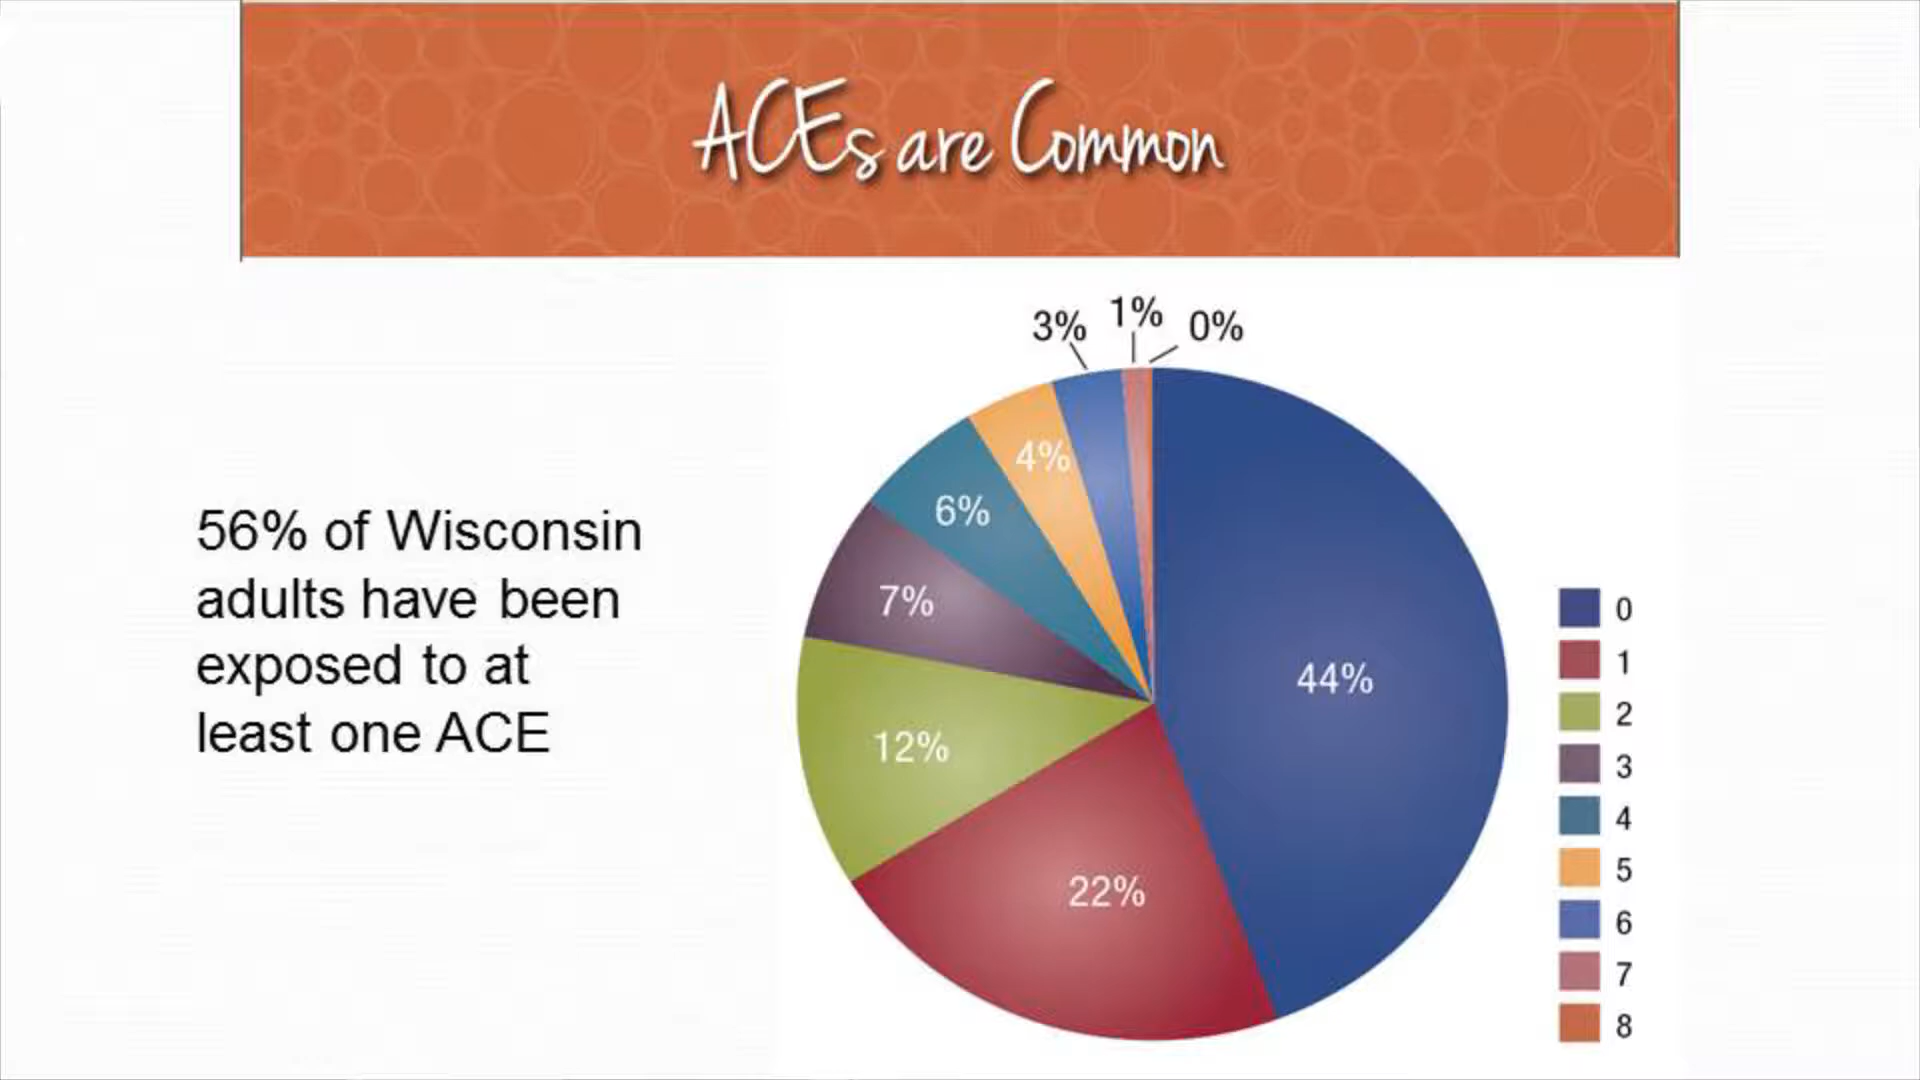 ACEs are Common
3% 1% 0%
4%
6%
7%
44%
12%
22%
56% of Wisconsin
adults have been
exposed to at
least one ACE
0
1
2
3
4
5
6
7
8